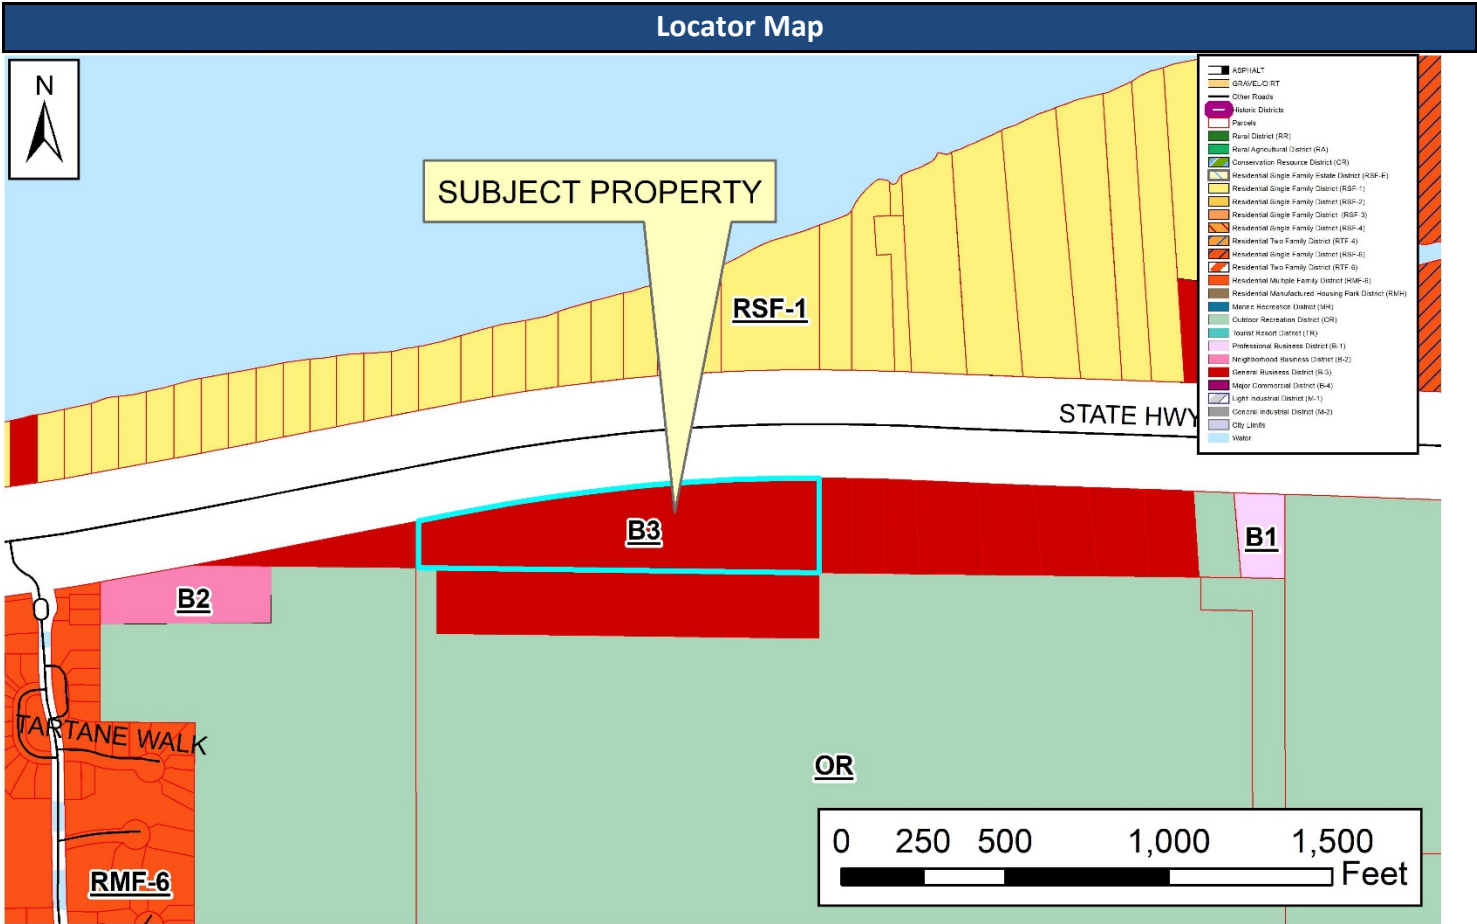 Locator Map
N
SUBJECT PROPERTY
ASPHALT
GRAVEL/DIRT
Other Roads
Historic Districts
Parcels
Rural District (RR)
Rural Agricultural District (RA)
Conservation Resource District (CR)
Residential Single Family Estate District (RSF-E)
Residential Single Family District (RSF-1)
Residential Single Family District (RSF-2)
Residential Single Family District (RSF-3)
Residential Single Family District (RSF-4)
Residential Two Family District (RTF-4)
Residential Single Family District (RSF-6)
Residential Two Family District (RTF-6)
Residential Multiple Family District (RMF-6)
Residential Manufactured Housing Park District (RMH)
Marine Recreation District (MR)
Outdoor Recreation District (OR)
Tourist Resort District (TR)
Professional Business District (B-1)
Neighborhood Business District (B-2)
General Business District (B-3)
Major Commercial District (B-4)
Light Industrial District (M-1)
General Industrial District (M-2)
City Limits
Water
RSF-1
STATE HWY
B3
B1
B2
TARTANE WALK
OR
RMF-6
0 250 500 1,000 1,500
Feet